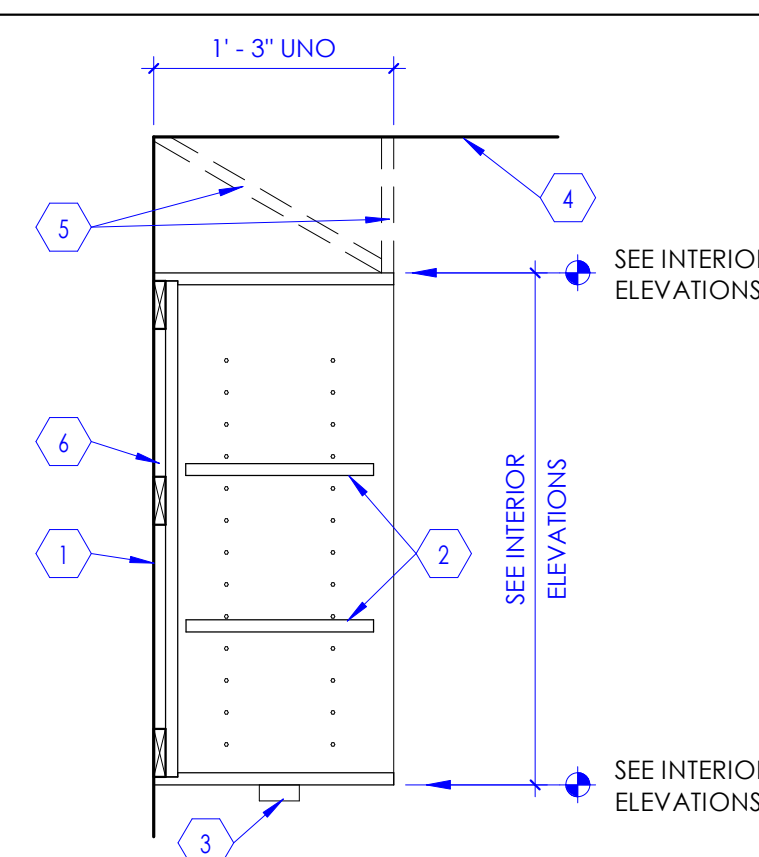 1' - 3" UNO
4
5
SEE INTERIOR
ELEVATIONS
6
SEE INTERIOR
ELEVATIONS
1
2
SEE INTERIOR
ELEVATIONS
3